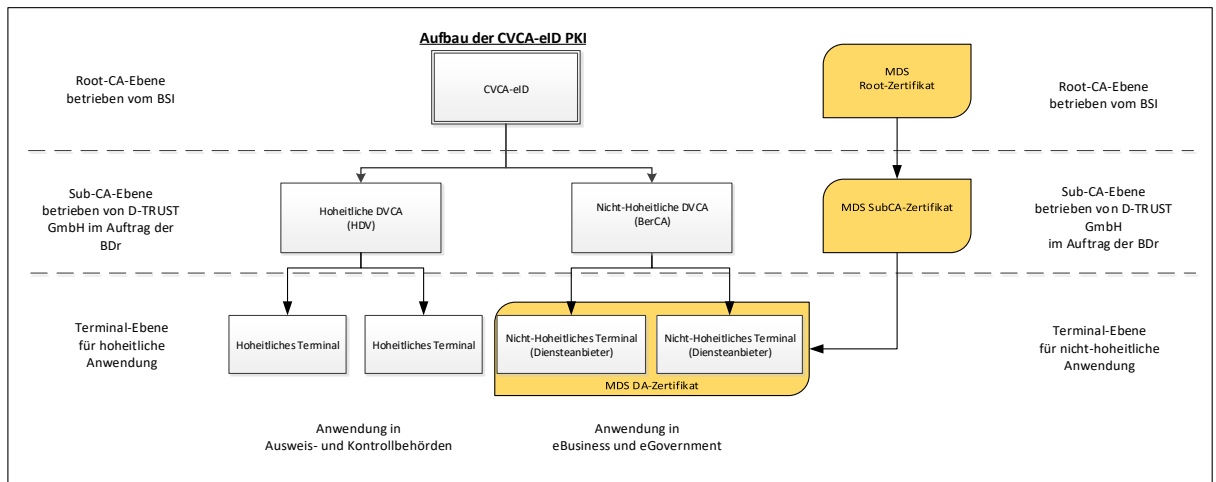 Aufbau der CVCA-eID PKI
Root-CA-Ebene
betrieben vom BSI
CVCA-eID
MDS
Root-Zertifikat
Root-CA-Ebene
betrieben vom BSI
Sub-CA-Ebene
betrieben von D-TRUST
GmbH im Auftrag der
BDr
Hoheitliche DVCA
(HDV)
Nicht-Hoheitliche DVCA
(BerCA)
MDS SubCA-Zertifikat
Sub-CA-Ebene
betrieben von D-TRUST
GmbH
im Auftrag der BDr
Terminal-Ebene
für hoheitliche
Anwendung
Hoheitliches Terminal
Hoheitliches Terminal
Nicht-Hoheitliches Terminal
(Diensteanbieter)
Nicht-Hoheitliches Terminal
(Diensteanbieter)
MDS DA-Zertifikat
Terminal-Ebene
für nicht-hoheitliche
Anwendung
Anwendung in
Ausweis- und Kontrollbehörden
Anwendung in
eBusiness und eGovernment